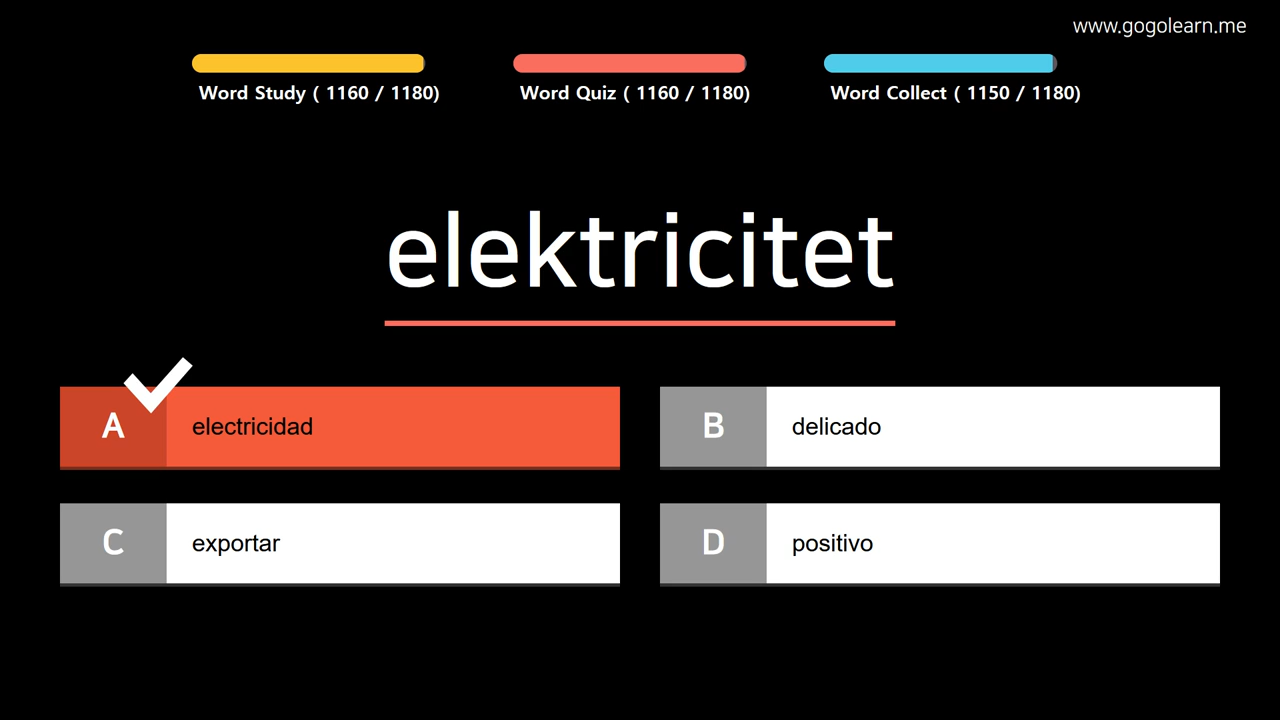 www.gogolearn.me
Word Study ( 1160 / 1180)
Word Quiz ( 1160 / 1180)
Word Collect ( 1150 / 1180)
elektricitet
A electricidad
B delicado
C exportar
D positivo